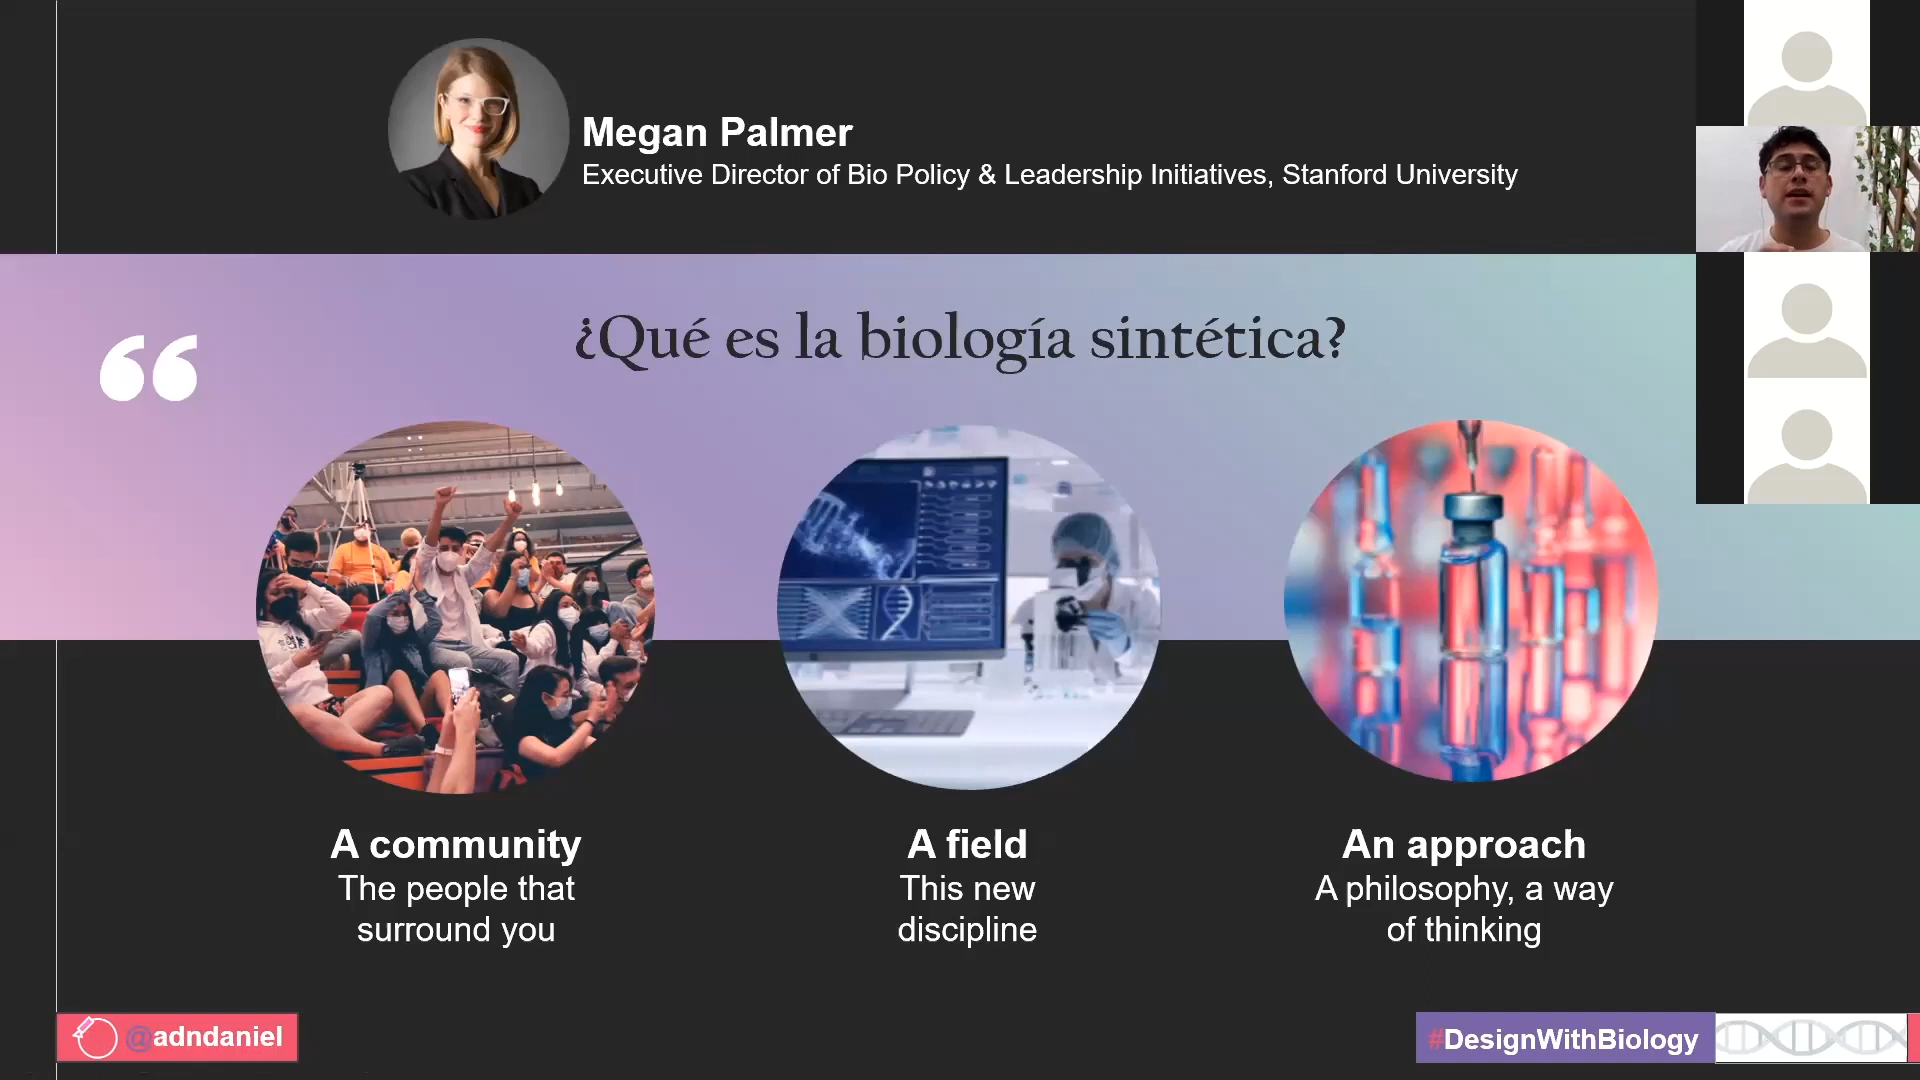 Megan Palmer
Executive Director of Bio Policy & Leadership Initiatives, Stanford University
¿Qué es la biología sintética?
A community
The people that
surround you
A field
This new
discipline
An approach
A philosophy, a way
of thinking
@adndaniel
#DesignWithBiology